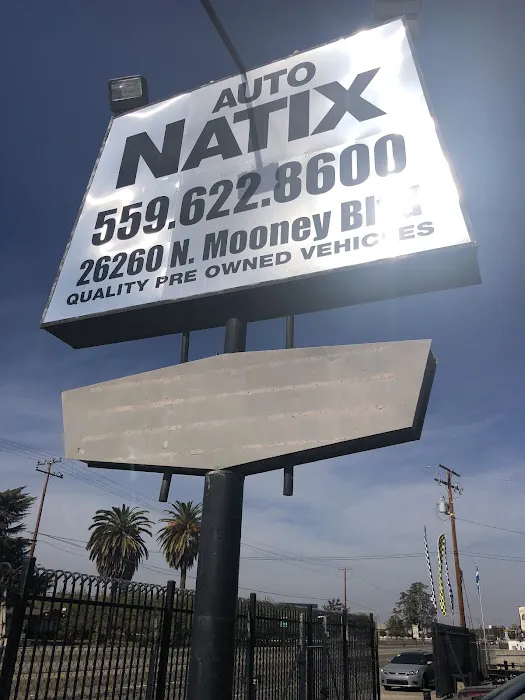 AUTO
NATIX
559.622.8600
26260 N. Mooney Blvd
QUALITY PRE OWNED VEHICLES